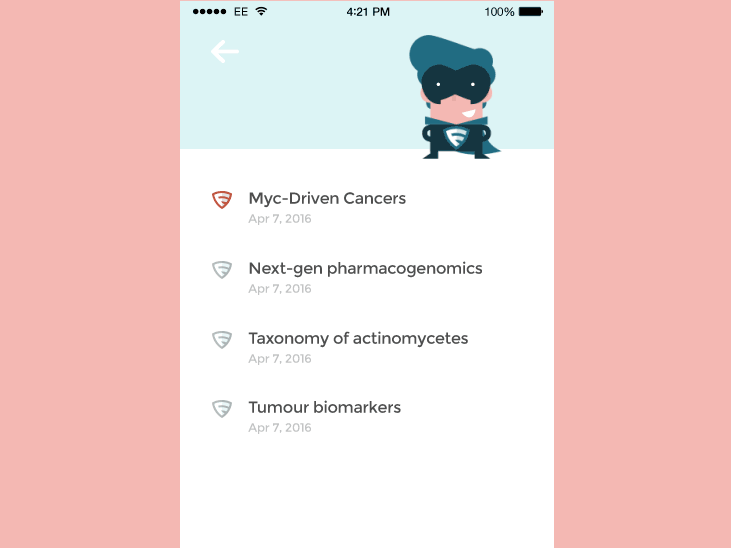 EE 4:21 PM 100%
Myc-Driven Cancers
Apr 7, 2016
Next-gen pharmacogenomics
Apr 7, 2016
Taxonomy of actinomycetes
Apr 7, 2016
Tumour biomarkers
Apr 7, 2016